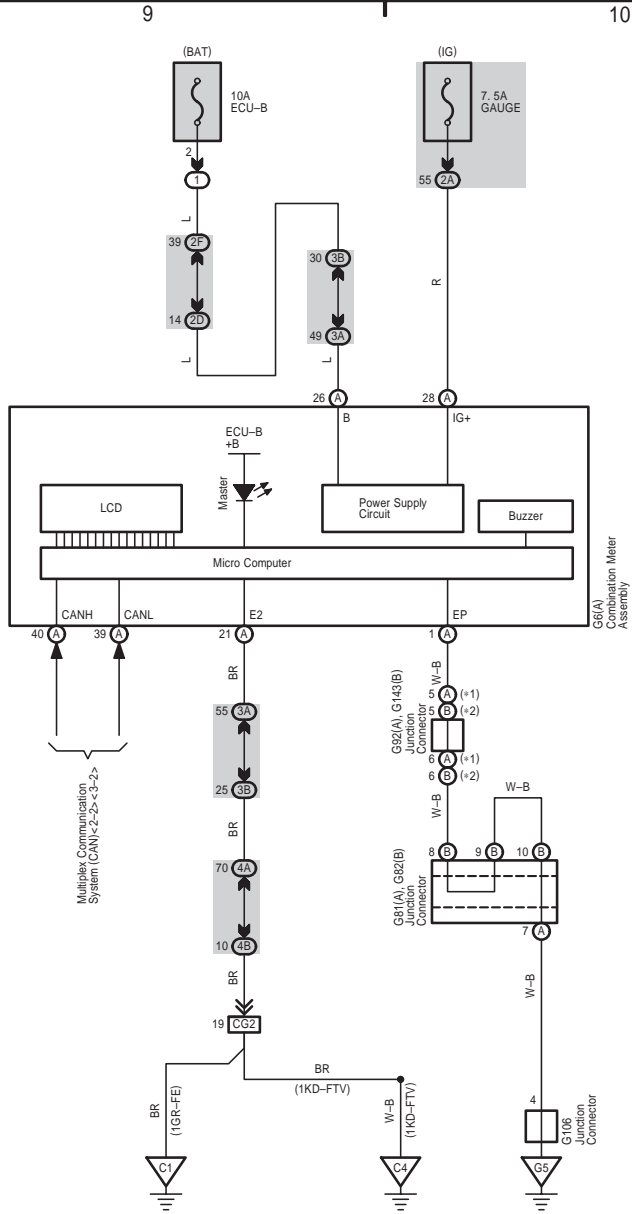 9
10
(BAT)
(IG)
10A
ECU–B
7. 5A
GAUGE
2
1
55 2A
L
39 2F
30 3B
R
14 2D
49 3A
L
L
26 A
28 A
B
IG+
ECU–B
+B
Master
LCD
Power Supply
Circuit
Buzzer
Micro Computer
G6(A)
Combination Meter
Assembly
CANH
CANL
E2
EP
40 A
39 A
21 A
1 A
BR
W–B
5 A (*1)
5 B (*2)
G92(A), G143(B)
Junction
Connector
6 A (*1)
6 B (*2)
55 3A
25 3B
W–B
W–B
Multiplex Communication
System (CAN)<2–2><3–2>
BR
8 B
9 B
10 B
70 4A
G81(A), G82(B)
Junction
Connector
10 4B
7 A
BR
W–B
19 CG2
BR
(1KD–FTV)
BR
(1GR–FE)
W–B
(1KD–FTV)
4
G106
Junction
Connector
C1
C4
G5